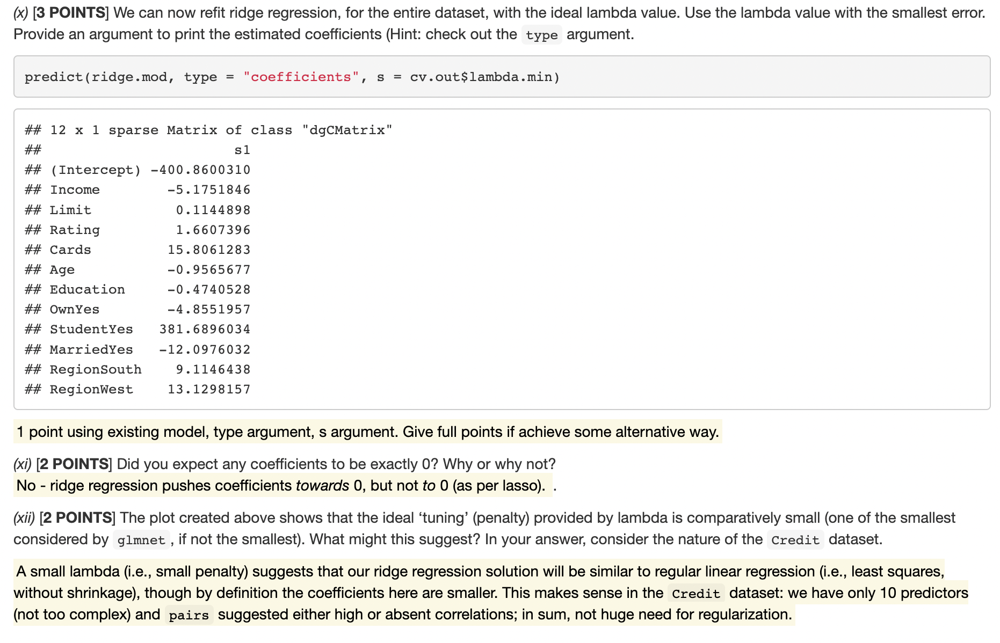 (x) [3 POINTS] We can now refit ridge regression, for the entire dataset, with the ideal lambda value. Use the lambda value with the smallest error.
Provide an argument to print the estimated coefficients (Hint: check out the type argument.
predict(ridge.mod, type = "coefficients", s = cv.out$lambda.min)
## 12 x 1 sparse Matrix of class "dgCMatrix"
##                       s1
## (Intercept) -400.8600310
## Income        -5.1751846
## Limit          0.1144898
## Rating         1.6607396
## Cards         15.8061283
## Age           -0.9565677
## Education     -0.4740528
## OwnYes        -4.8551957
## StudentYes   381.6896034
## MarriedYes   -12.0976032
## RegionSouth    9.1146438
## RegionWest    13.1298157
1 point using existing model, type argument, s argument. Give full points if achieve some alternative way.
(xi) [2 POINTS] Did you expect any coefficients to be exactly 0? Why or why not?
No - ridge regression pushes coefficients towards 0, but not to 0 (as per lasso). .
(xii) [2 POINTS] The plot created above shows that the ideal ‘tuning’ (penalty) provided by lambda is comparatively small (one of the smallest
considered by glmnet , if not the smallest). What might this suggest? In your answer, consider the nature of the Credit dataset.
A small lambda (i.e., small penalty) suggests that our ridge regression solution will be similar to regular linear regression (i.e., least squares,
without shrinkage), though by definition the coefficients here are smaller. This makes sense in the Credit dataset: we have only 10 predictors
(not too complex) and pairs suggested either high or absent correlations; in sum, not huge need for regularization.